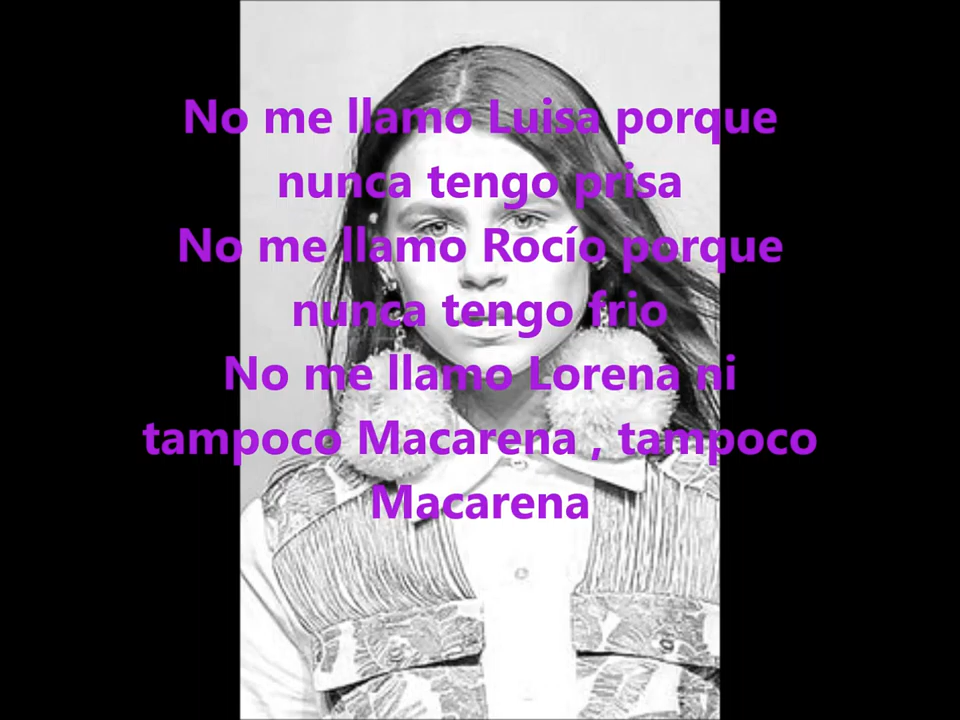 No me llamo Luisa porque
nunca tengo prisa
No me llamo Rocío porque
nunca tengo frio
No me llamo Lorena ni
tampoco Macarena , tampoco
Macarena